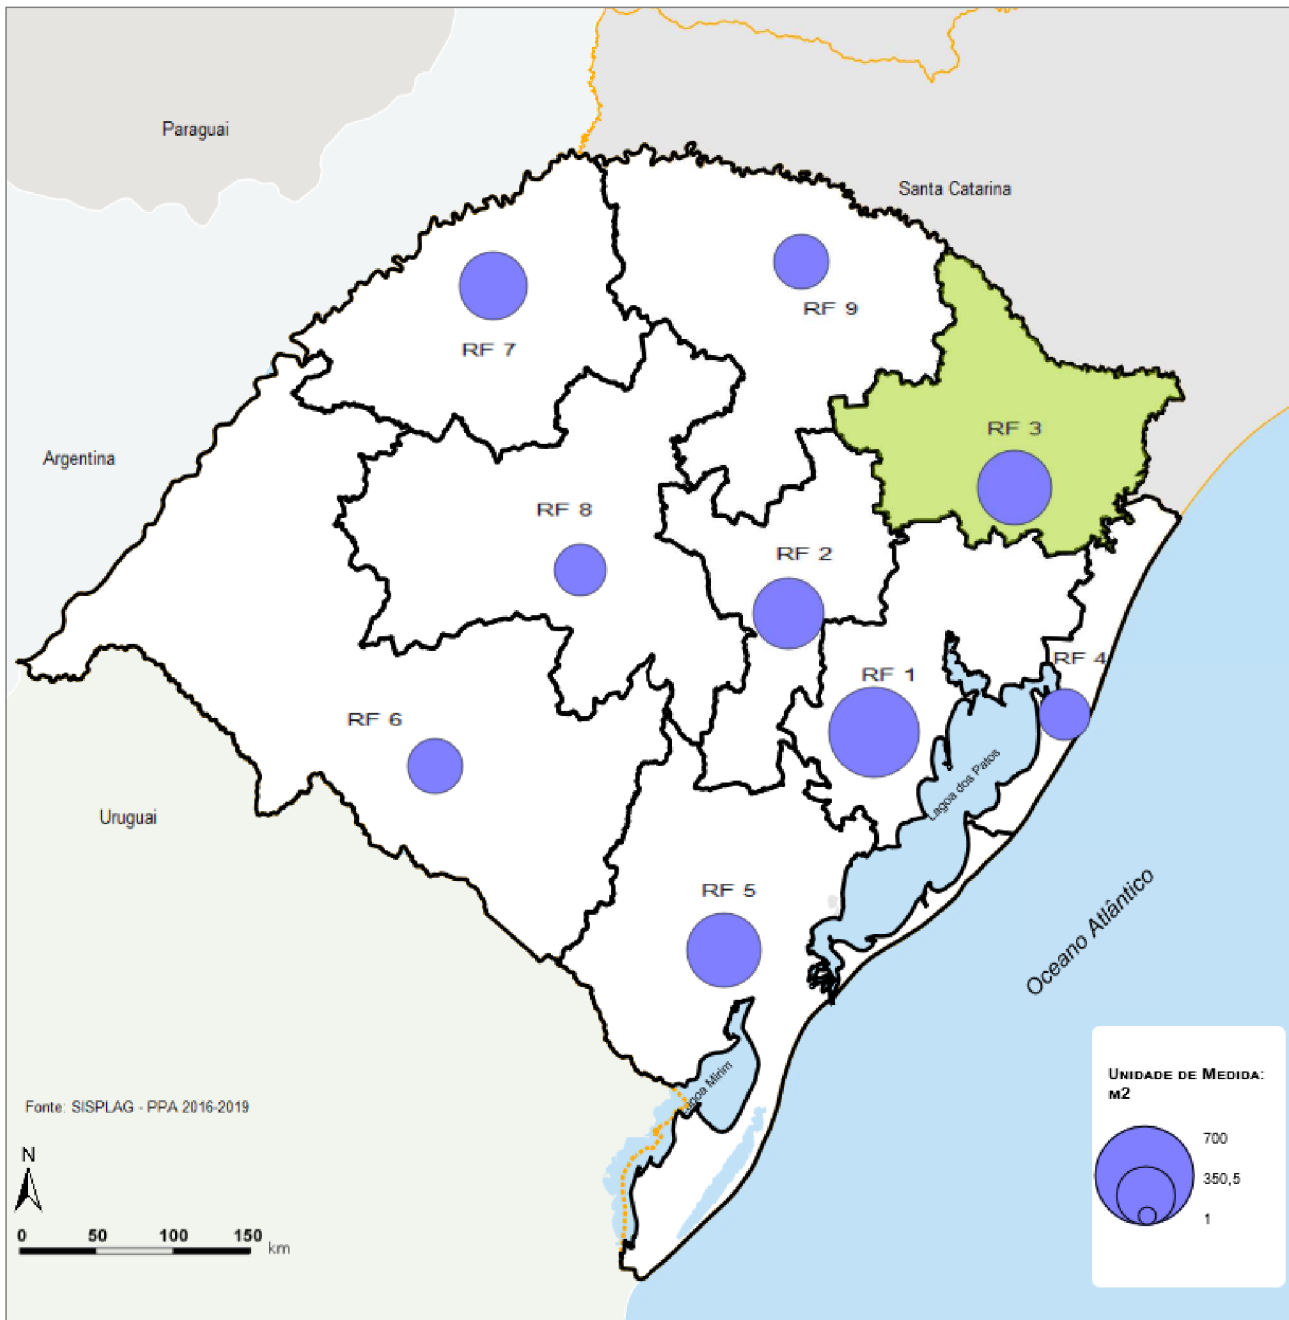 Paraguai
Santa Catarina
RF 9
RF 7
RF 3
Argentina
RF 8
RF 2
RF 4
RF 1
RF 6
Lagoa dos Patos
Uruguai
RF 5
Oceano Atlântico
Lagoa Mirim
Fonte: SISPLAG - PPA 2016-2019
N
0 50 100 150
km
UNIDADE DE MEDIDA:
M2
700
350,5
1